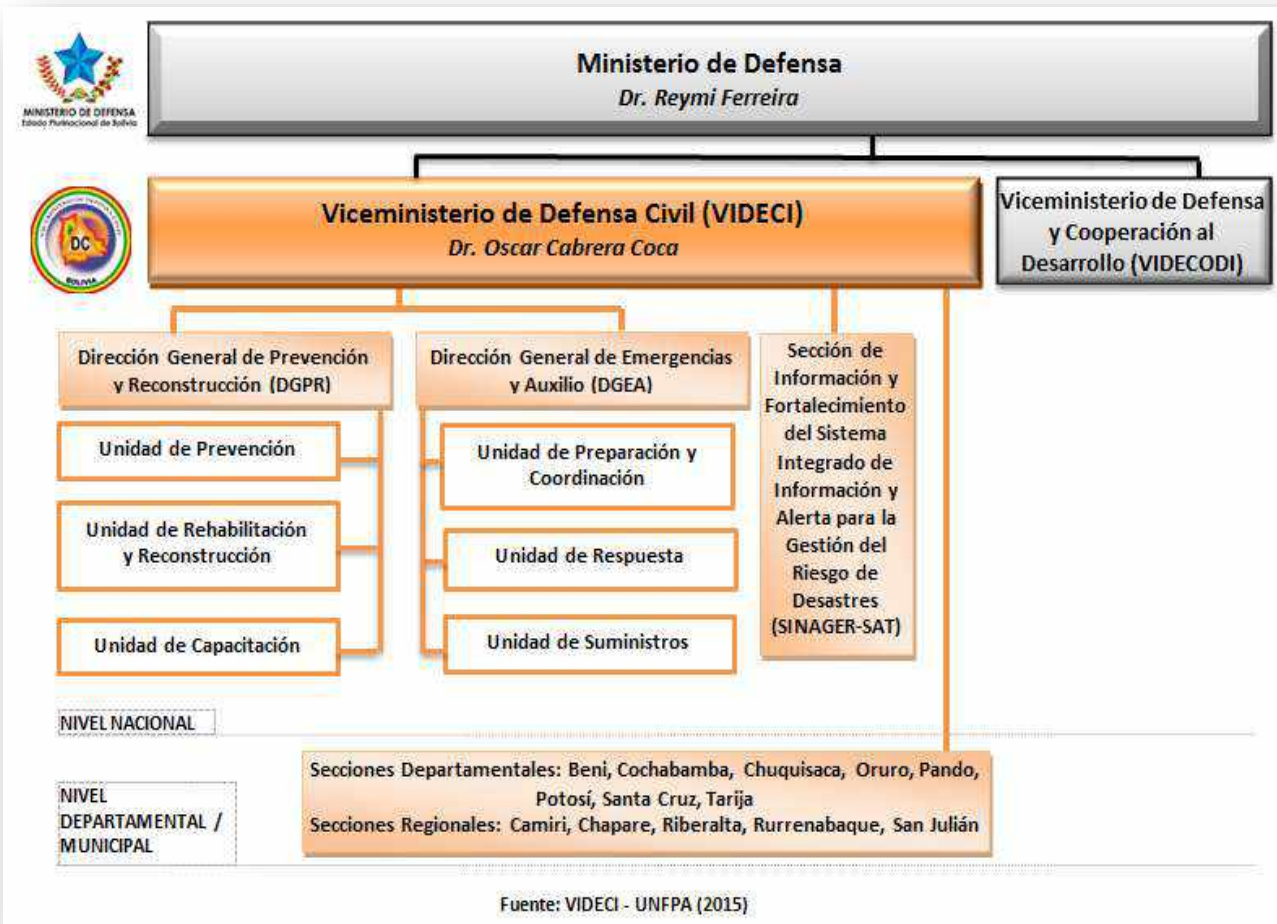 Ministerio de Defensa
Dr. Reymi Ferreira
MINISTERIO DE DEFENSA
Estado Plurinacional de Bolivia
Viceministerio de Defensa Civil (VIDECI)
Dr. Oscar Cabrera Coca
DC
BOLIVIA
Viceministerio de Defensa
y Cooperación al
Desarrollo (VIDECODI)
Dirección General de Prevención
y Reconstrucción (DGPR)
Unidad de Prevención
Unidad de Rehabilitación
y Reconstrucción
Unidad de Capacitación
Dirección General de Emergencias
y Auxilio (DGEA)
Unidad de Preparación y
Coordinación
Unidad de Respuesta
Unidad de Suministros
Sección de
Información y
Fortalecimiento
del Sistema
Integrado de
Información y
Alerta para la
Gestión del
Riesgo de
Desastres
(SINAGER-SAT)
NIVEL NACIONAL
NIVEL
DEPARTAMENTAL /
MUNICIPAL
Secciones Departamentales: Beni, Cochabamba, Chuquisaca, Oruro, Pando,
Potosí, Santa Cruz, Tarija
Secciones Regionales: Camiri, Chapare, Riberalta, Rurrenabaque, San Julián
Fuente: VIDECI - UNFPA (2015)